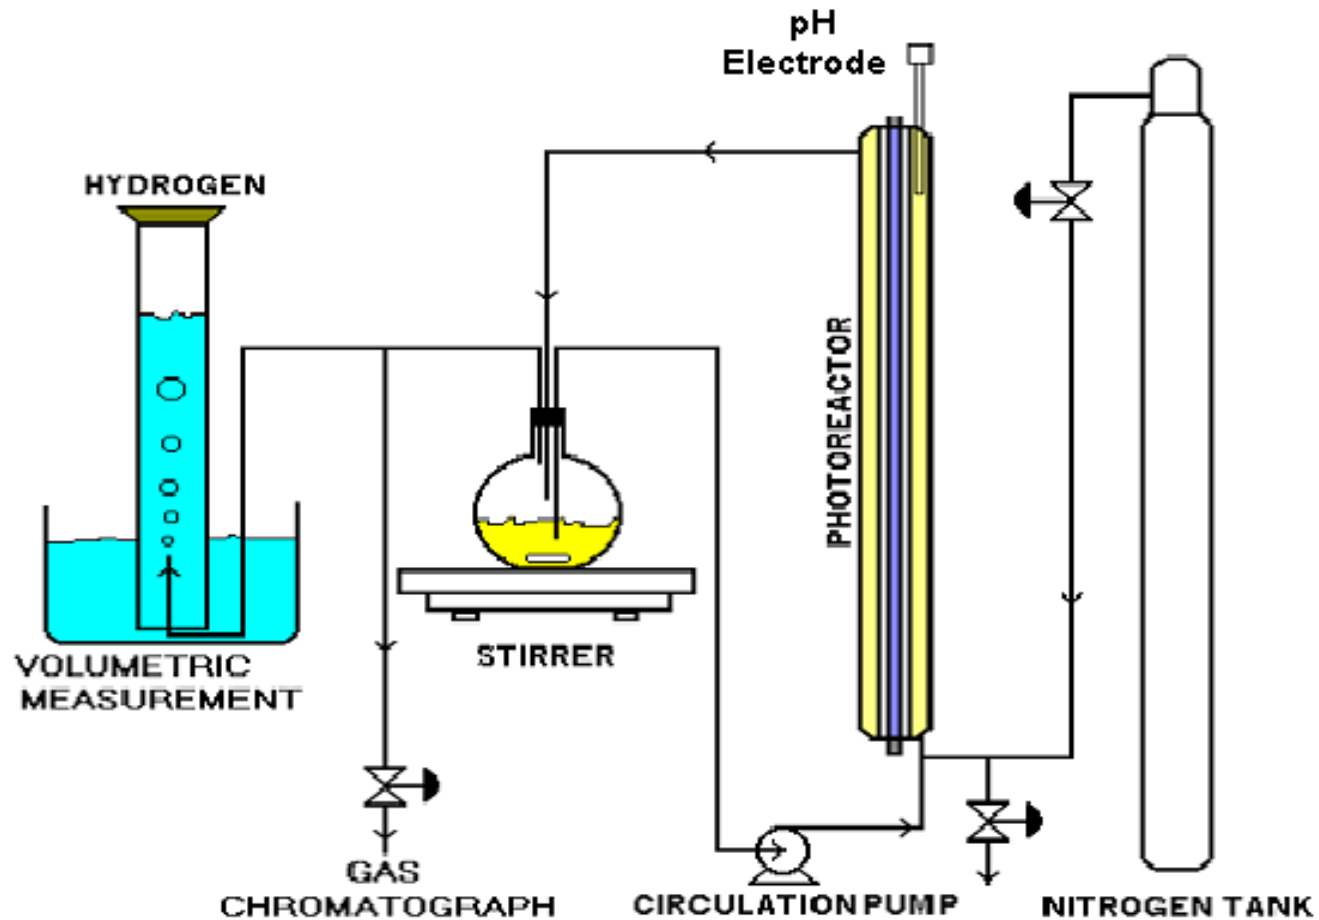 pH
Electrode
HYDROGEN
PHOTOREACTOR
STIRRER
VOLUMETRIC
MEASUREMENT
GAS
CHROMATOGRAPH
CIRCULATION PUMP
NITROGEN TANK